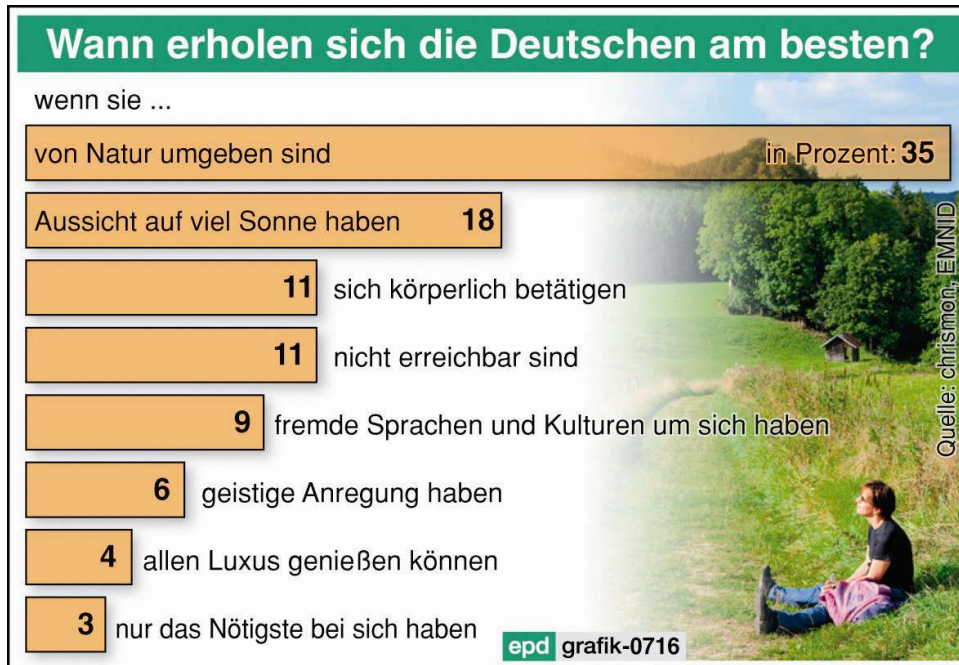 Wann erholen sich die Deutschen am besten?
wenn sie ...
von Natur umgeben sind in Prozent: 35
Aussicht auf viel Sonne haben 18
11 sich körperlich betätigen
11 nicht erreichbar sind
9 fremde Sprachen und Kulturen um sich haben
6 geistige Anregung haben
4 allen Luxus genießen können
3 nur das Nötigste bei sich haben
epd grafik-0716
Quelle: chrismon, EMNID